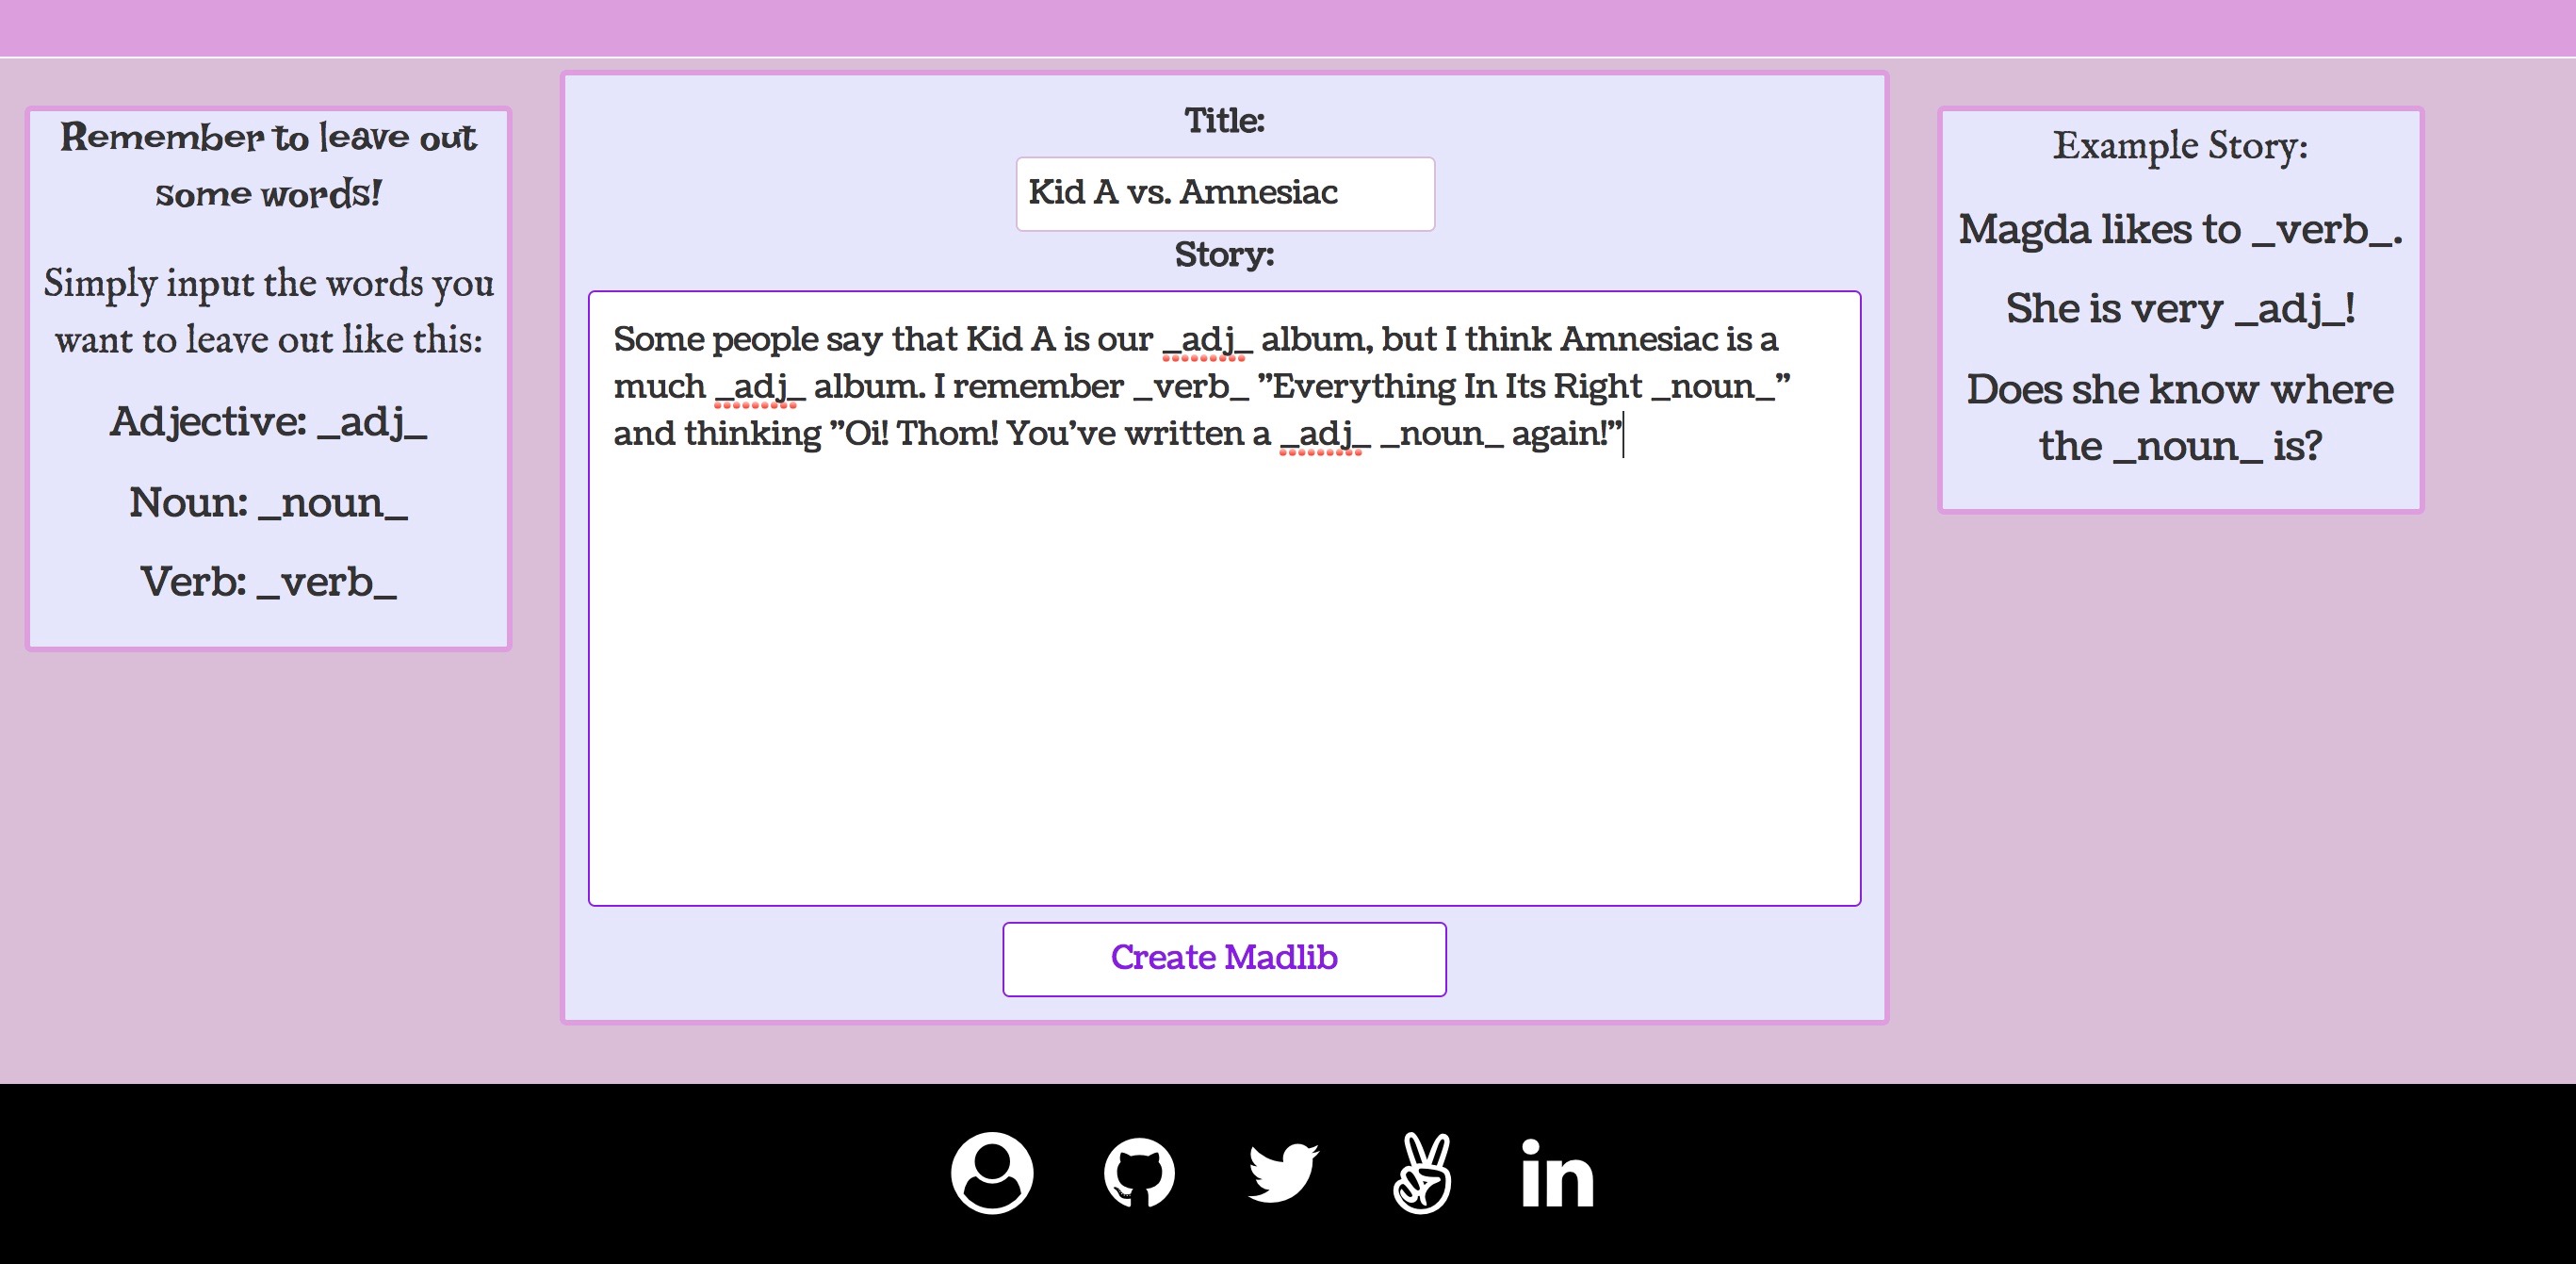 Remember to leave out
some words!
Simply input the words you
want to leave out like this:
Adjective: _adj_
Noun: _noun_
Verb: _verb_
Title:
Kid A vs. Amnesiac
Story:
Some people say that Kid A is our _adj_ album, but I think Amnesiac is a
much _adj_ album. I remember _verb_ ”Everything In Its Right _noun_”
and thinking ”Oi! Thom! You’ve written a _adj_ _noun_ again!”
Create Madlib
Example Story:
Magda likes to _verb_.
She is very _adj_!
Does she know where
the _noun_ is?
in